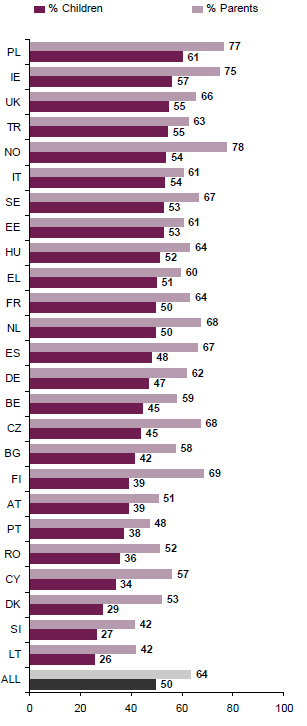 % Children % Parents
PL 77
61
IE 75
57
UK 66
55
TR 63
55
NO 78
54
IT 61
54
SE 67
53
EE 61
53
HU 64
52
EL 60
51
FR 64
50
NL 68
50
ES 67
48
DE 62
47
BE 59
45
CZ 68
45
BG 58
42
FI 69
39
AT 51
39
PT 48
38
RO 52
36
CY 57
34
DK 53
29
SI 42
27
LT 42
26
ALL 64
50
0 20 40 60 80 100